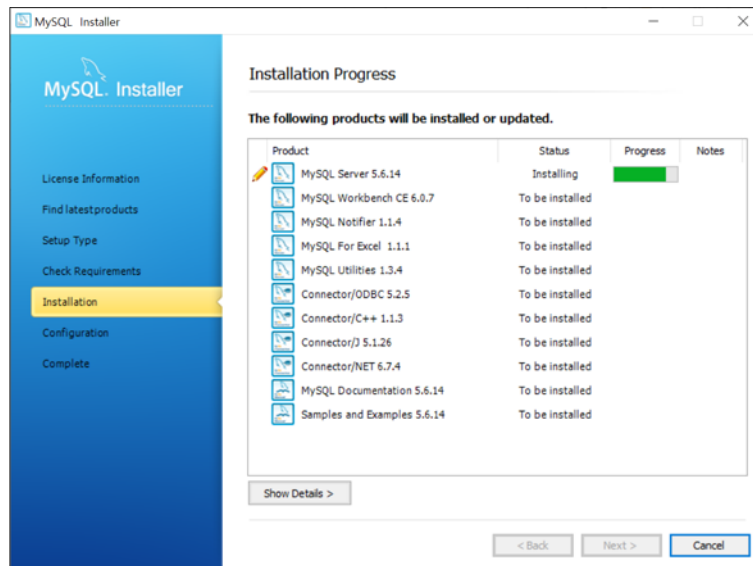 MySQL Installer
MySQL. Installer
License Information
Find latestproducts
Setup Type
Check Requirements
Installation
Configuration
Complete
Installation Progress
The following products will be installed or updated.
Product Status Progress Notes
MySQL Server 5.6.14 Installing
MySQL Workbench CE 6.0.7 To be installed
MySQL Notifier 1.1.4 To be installed
MySQL For Excel 1.1.1 To be installed
MySQL Utilities 1.3.4 To be installed
Connector/ODBC 5.2.5 To be installed
Connector/C++ 1.1.3 To be installed
Connector/J 5.1.26 To be installed
Connector/NET 6.7.4 To be installed
MySQL Documentation 5.6.14 To be installed
Samples and Examples 5.6.14 To be installed
Show Details >
< Back Next > Cancel